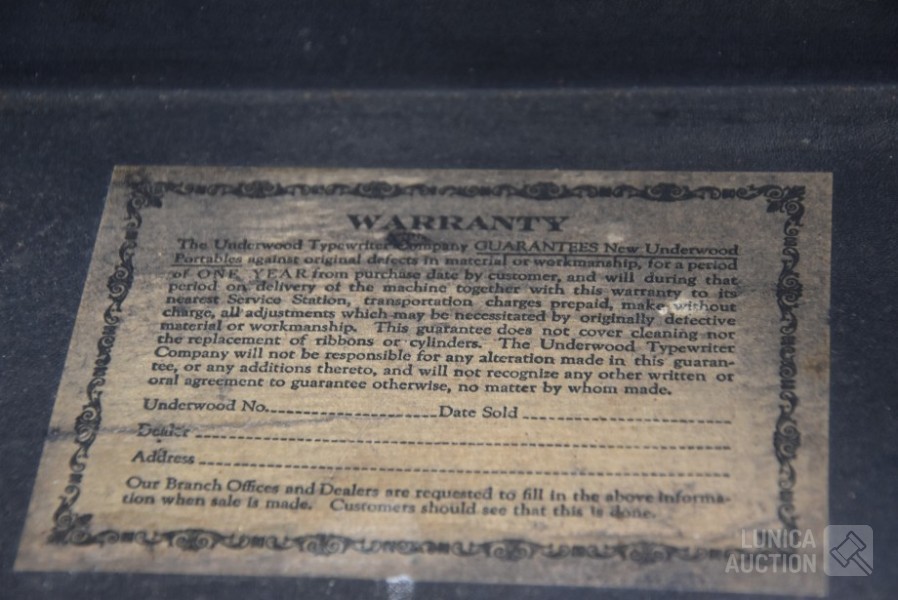 WARRANTY
The Underwood Typewriter Company GUARANTEES New Underwood
Portables against original defects in material or workmanship, for a period
of ONE YEAR from purchase date by customer, and will during that
period on delivery of the machine together with this warranty to its
nearest Service Station, transportation charges prepaid, make without
charge, all adjustments which may be necessitated by originally defective
material or workmanship. This guarantee does not cover cleaning nor
the replacement of ribbons or cylinders. The Underwood Typewriter
Company will not be responsible for any alteration made in this guaran-
tee, or any additions thereto, and will not recognize any other written or
oral agreement to guarantee otherwise, no matter by whom made.
Underwood No. Date Sold
Dealer
Address
Our Branch Offices and Dealers are requested to fill in the above informa-
tion when sale is made. Customers should see that this is done.
LUNICA
AUCTION